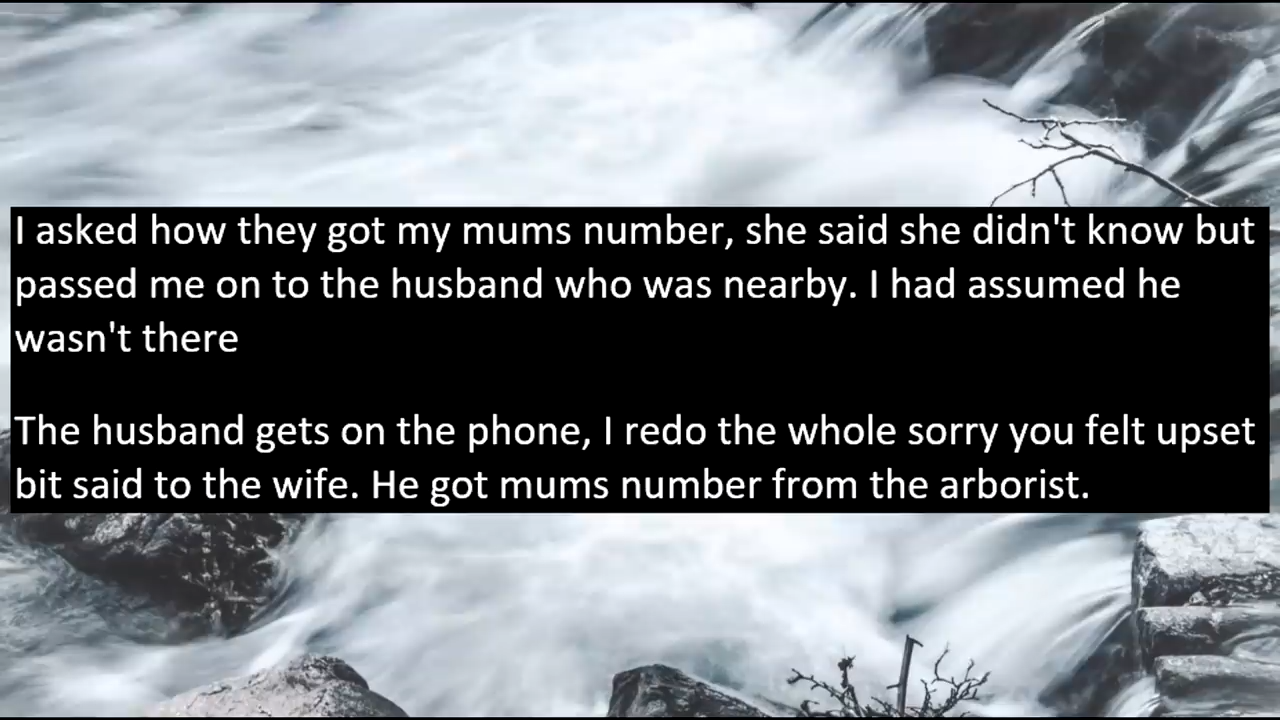 I asked how they got my mums number, she said she didn't know but
passed me on to the husband who was nearby. I had assumed he
wasn't there
The husband gets on the phone, I redo the whole sorry you felt upset
bit said to the wife. He got mums number from the arborist.